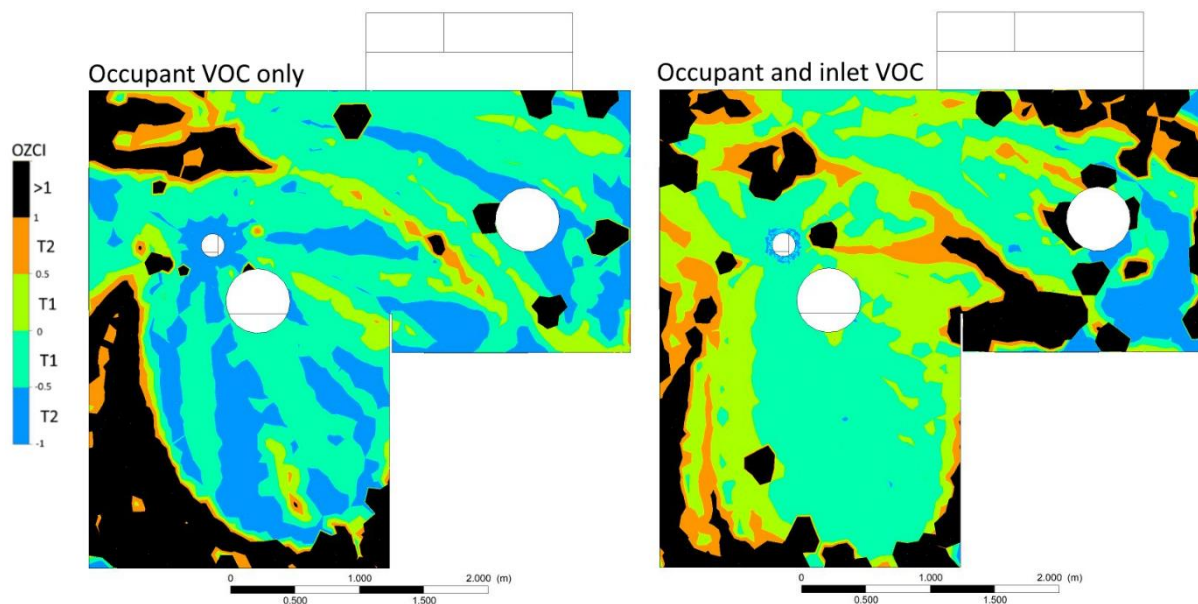 Occupant VOC only
Occupant and inlet VOC
OZCI
>1
1
T2
0.5
T1
0
T1
-0.5
T2
-1
0 1.000 2.000 (m)
0.500 1.500
0 1.000 2.000 (m)
0.500 1.500